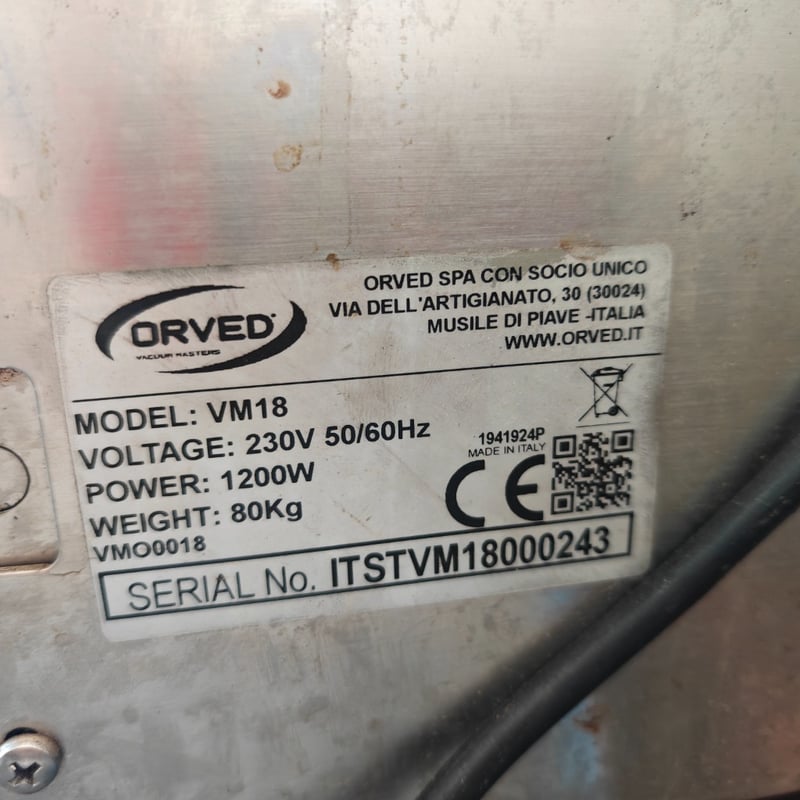 ORVED
VACUUM MASTERS
ORVED SPA CON SOCIO UNICO
VIA DELL'ARTIGIANATO, 30 (30024)
MUSILE DI PIAVE -ITALIA
WWW.ORVED.IT
MODEL: VM18
VOLTAGE: 230V 50/60Hz
POWER: 1200W
WEIGHT: 80Kg
VMO0018
1941924P
MADE IN ITALY
CE
SERIAL No. ITSTVM18000243